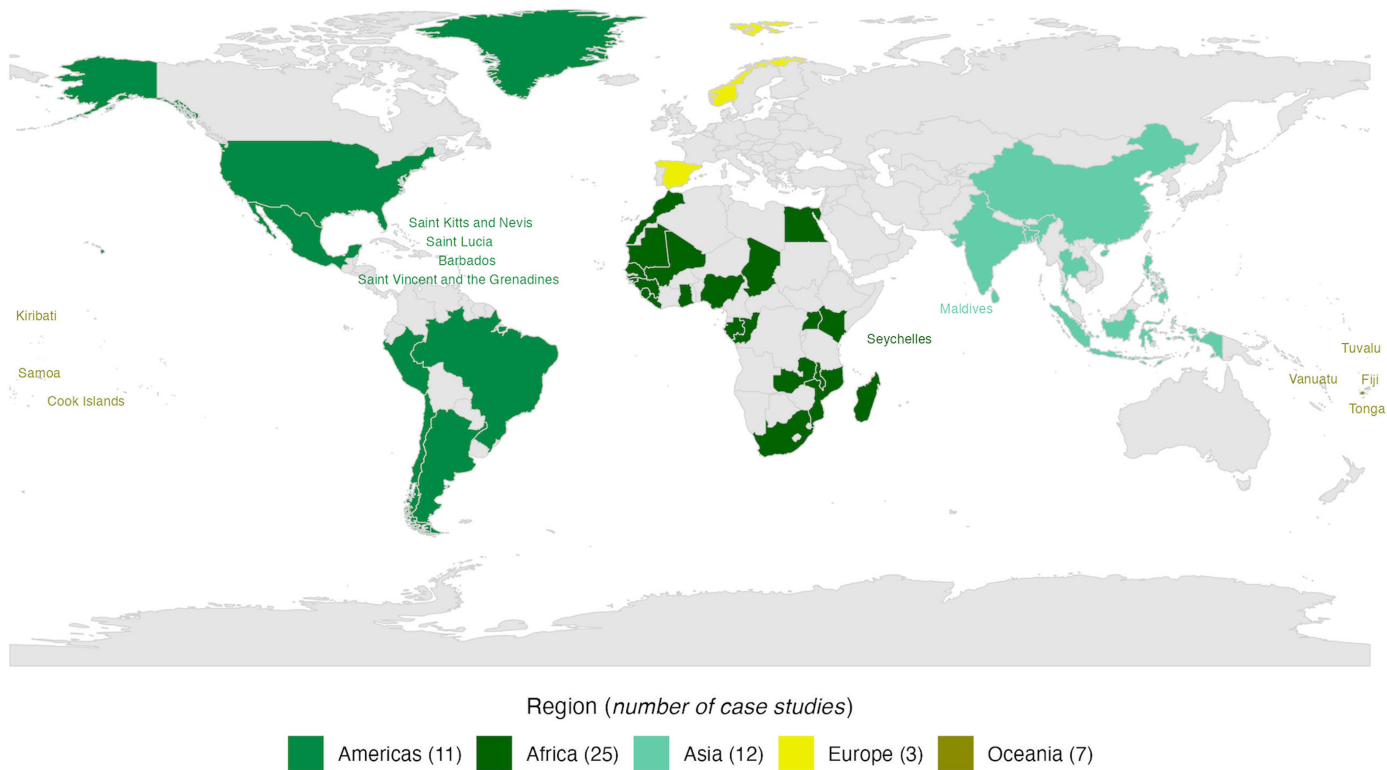 Saint Kitts and Nevis
Saint Lucia
Barbados
Saint Vincent and the Grenadines
Maldives
Kiribati
Seychelles
Tuvalu
Samoa
Vanuatu
Fiji
Cook Islands
Tonga
Region (number of case studies)
Americas (11) Africa (25) Asia (12) Europe (3) Oceania (7)